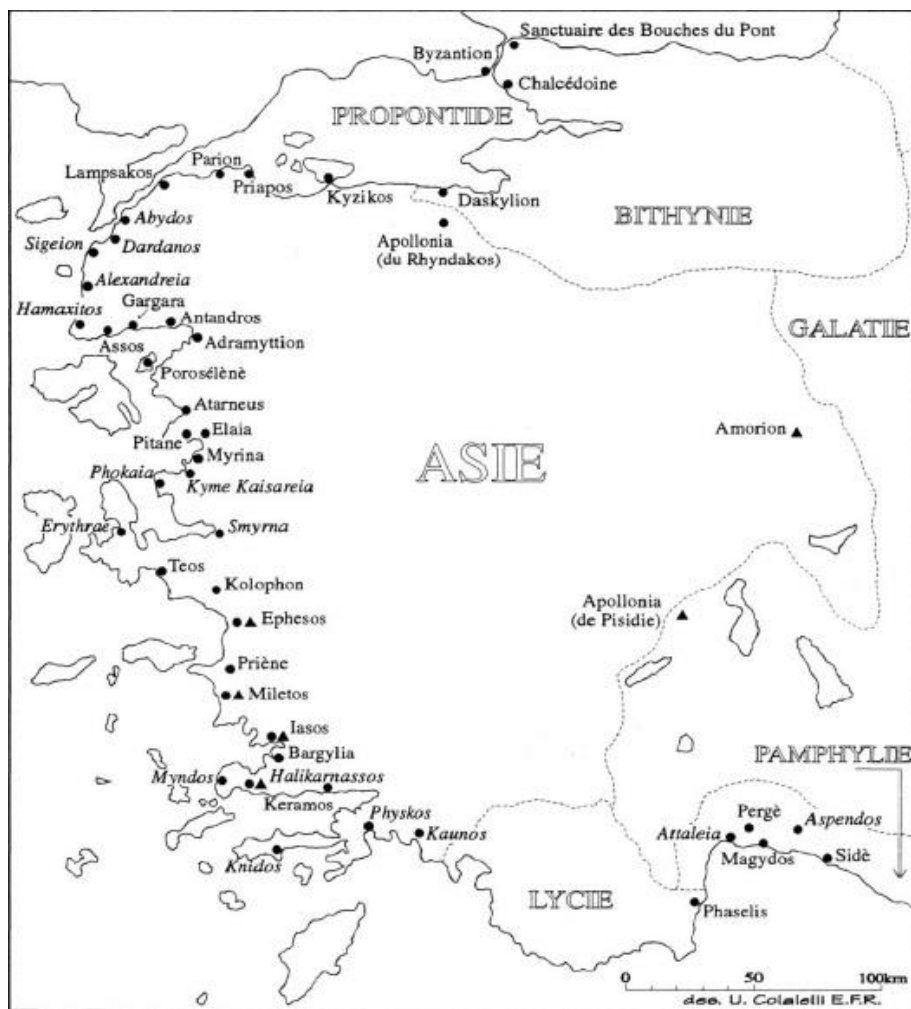 Sanctuaire des Bouches du Pont
Byzantion
Chalcédoine
PROPONTIDE
Parion
Lampsakos
Priapos
Kyzikos
Daskylion
BITHYNIE
Abydos
Dardanos
Sigeion
Apollonia
(du Rhyndakos)
Alexandreia
Gargara
Hamaxitos
Antandros
GALATIE
Assos
Adramyttion
Porosélènè
Atarneus
Elaia
Pitane
Amorion
Myrina
ASIE
Phokaia
Kyme Kaisareia
Erythrae
Smyrna
Teos
Kolophon
Apollonia
(de Pisidie)
Ephesos
Priène
Miletos
Iasos
Bargylia
PAMPHYLIE
Myndos
Halikarnassos
Keramos
Pergè
Aspendos
Physkos
Kaunos
Attaleia
Magydos
Sidè
Knidos
LYCIE
Phaselis
0 50 100km
des. U. Colalelli E.F.R.